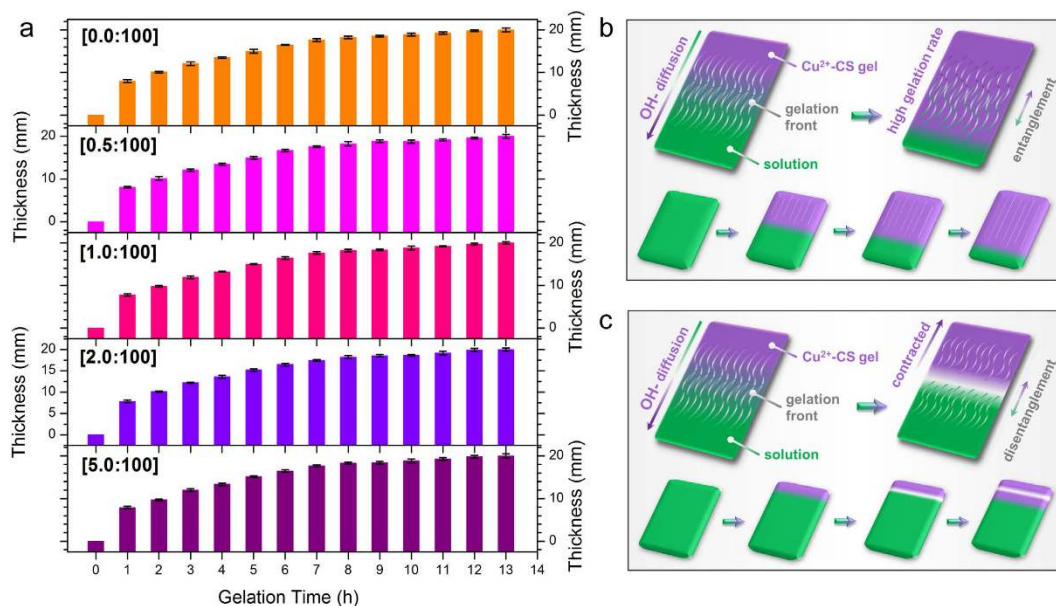 a
[0.0:100]
20
10
0
Thickness (mm)
[0.5:100]
20
10
0
Thickness (mm)
[1.0:100]
20
10
0
Thickness (mm)
[2.0:100]
20
15
10
5
0
Thickness (mm)
[5.0:100]
20
10
0
Thickness (mm)
0 1 2 3 4 5 6 7 8 9 10 11 12 13 14
Gelation Time (h)
b
OH- diffusion
Cu²⁺-CS gel
gelation
front
solution
high gelation rate
entanglement
c
OH- diffusion
Cu²⁺-CS gel
gelation
front
solution
contracted
disentanglement